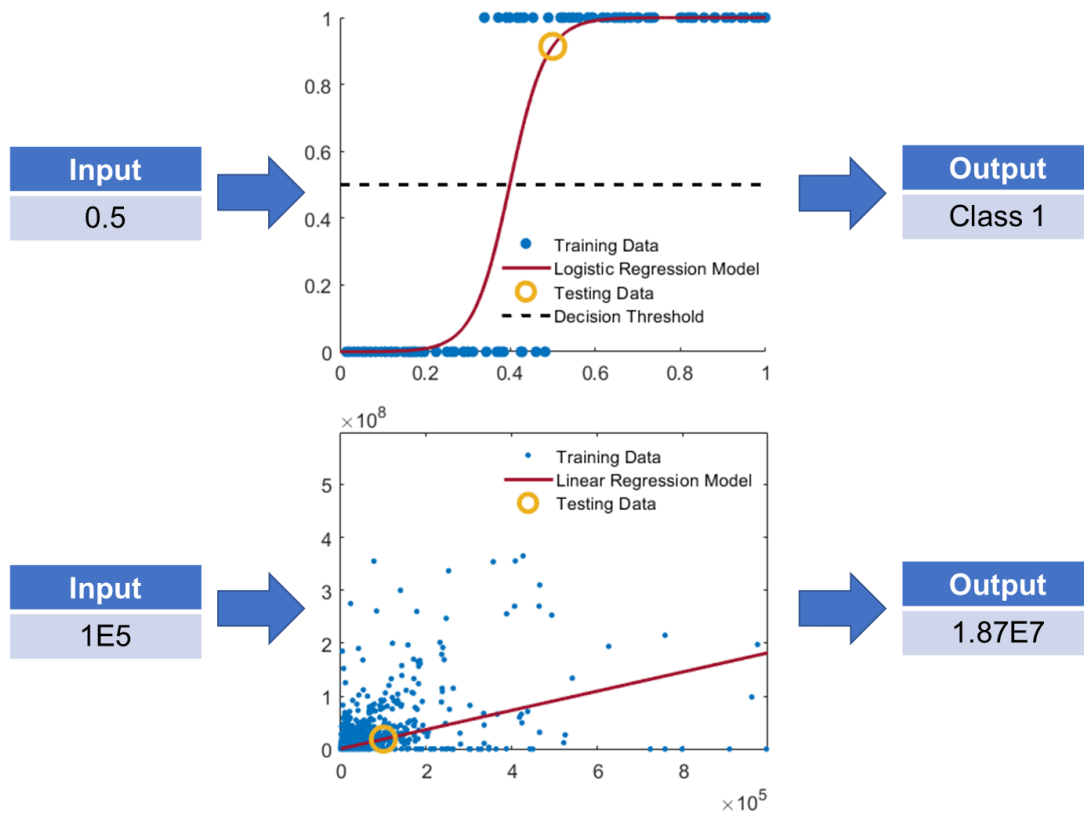 1
0.8
Input
0.6
Output
0.5
Class 1
0.4
Training Data
Logistic Regression Model
0.2
Testing Data
Decision Threshold
0
0 0.2 0.4 0.6 0.8 1
×10⁸
Training Data
Linear Regression Model
5
Testing Data
4
Input
3
Output
1E5
1.87E7
2
1
0
0 2 4 6 8
×10⁵